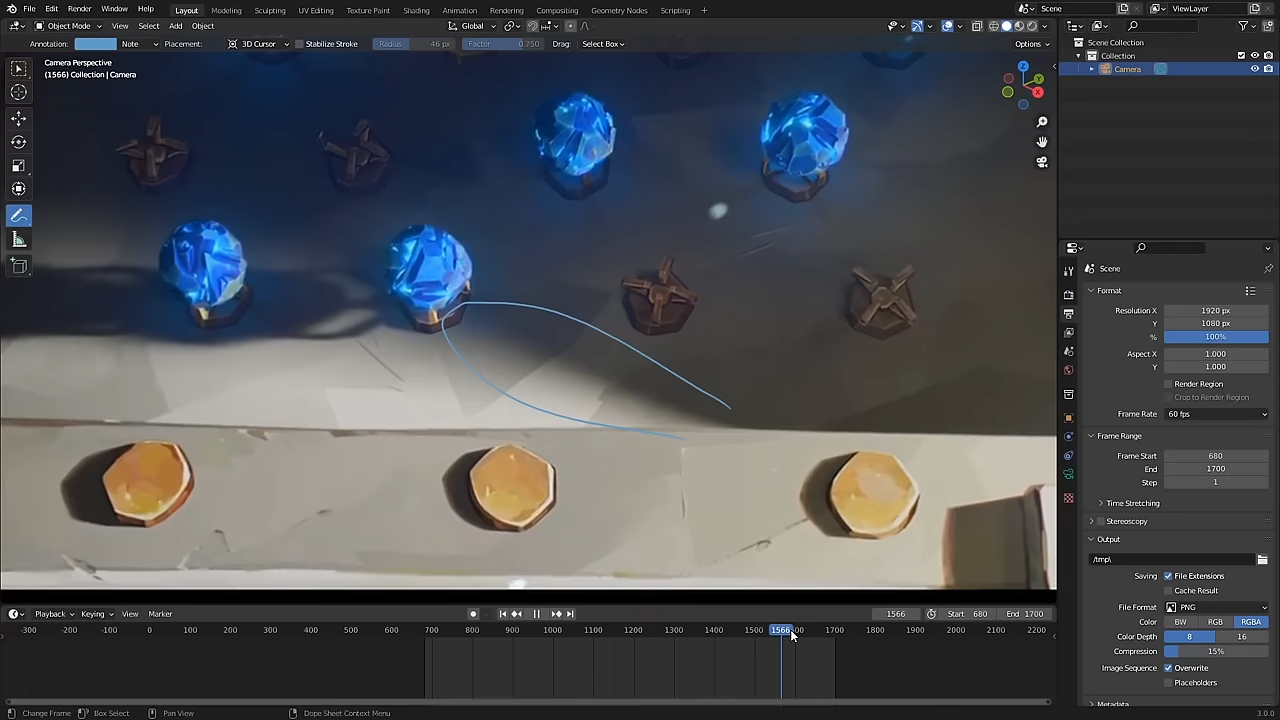 File Edit Render Window Help Layout Modeling Sculpting UV Editing Texture Paint Shading Animation Rendering Compositing Geometry Nodes Scripting + Scene ViewLayer
Object Mode View Select Add Object Global
Annotation: Note Placement: 3D Cursor Stabilize Stroke Radius 46 px Factor 0.750 Drag: Select Box Options
Camera Perspective
(1566) Collection | Camera
Z
Y
X
Scene Collection
Collection
Camera
Scene
Format
Resolution X 1920 px
Y 1080 px
% 100%
Aspect X 1.000
Y 1.000
Render Region
Crop to Render Region
Frame Rate 60 fps
Frame Range
Frame Start 680
End 1700
Step 1
Time Stretching
Stereoscopy
Output
/tmp\
Saving File Extensions
Cache Result
File Format PNG
Color BW RGB RGBA
Color Depth 8 16
Compression 15%
Image Sequence Overwrite
Placeholders
Metadata
Playback Keying View Marker 1566 Start 680 End 1700
-300 -200 -100 0 100 200 300 400 500 600 700 800 900 1000 1100 1200 1300 1400 1500 1566 1700 1800 1900 2000 2100 2200
Change Frame Box Select Pan View Dope Sheet Context Menu 3.0.0